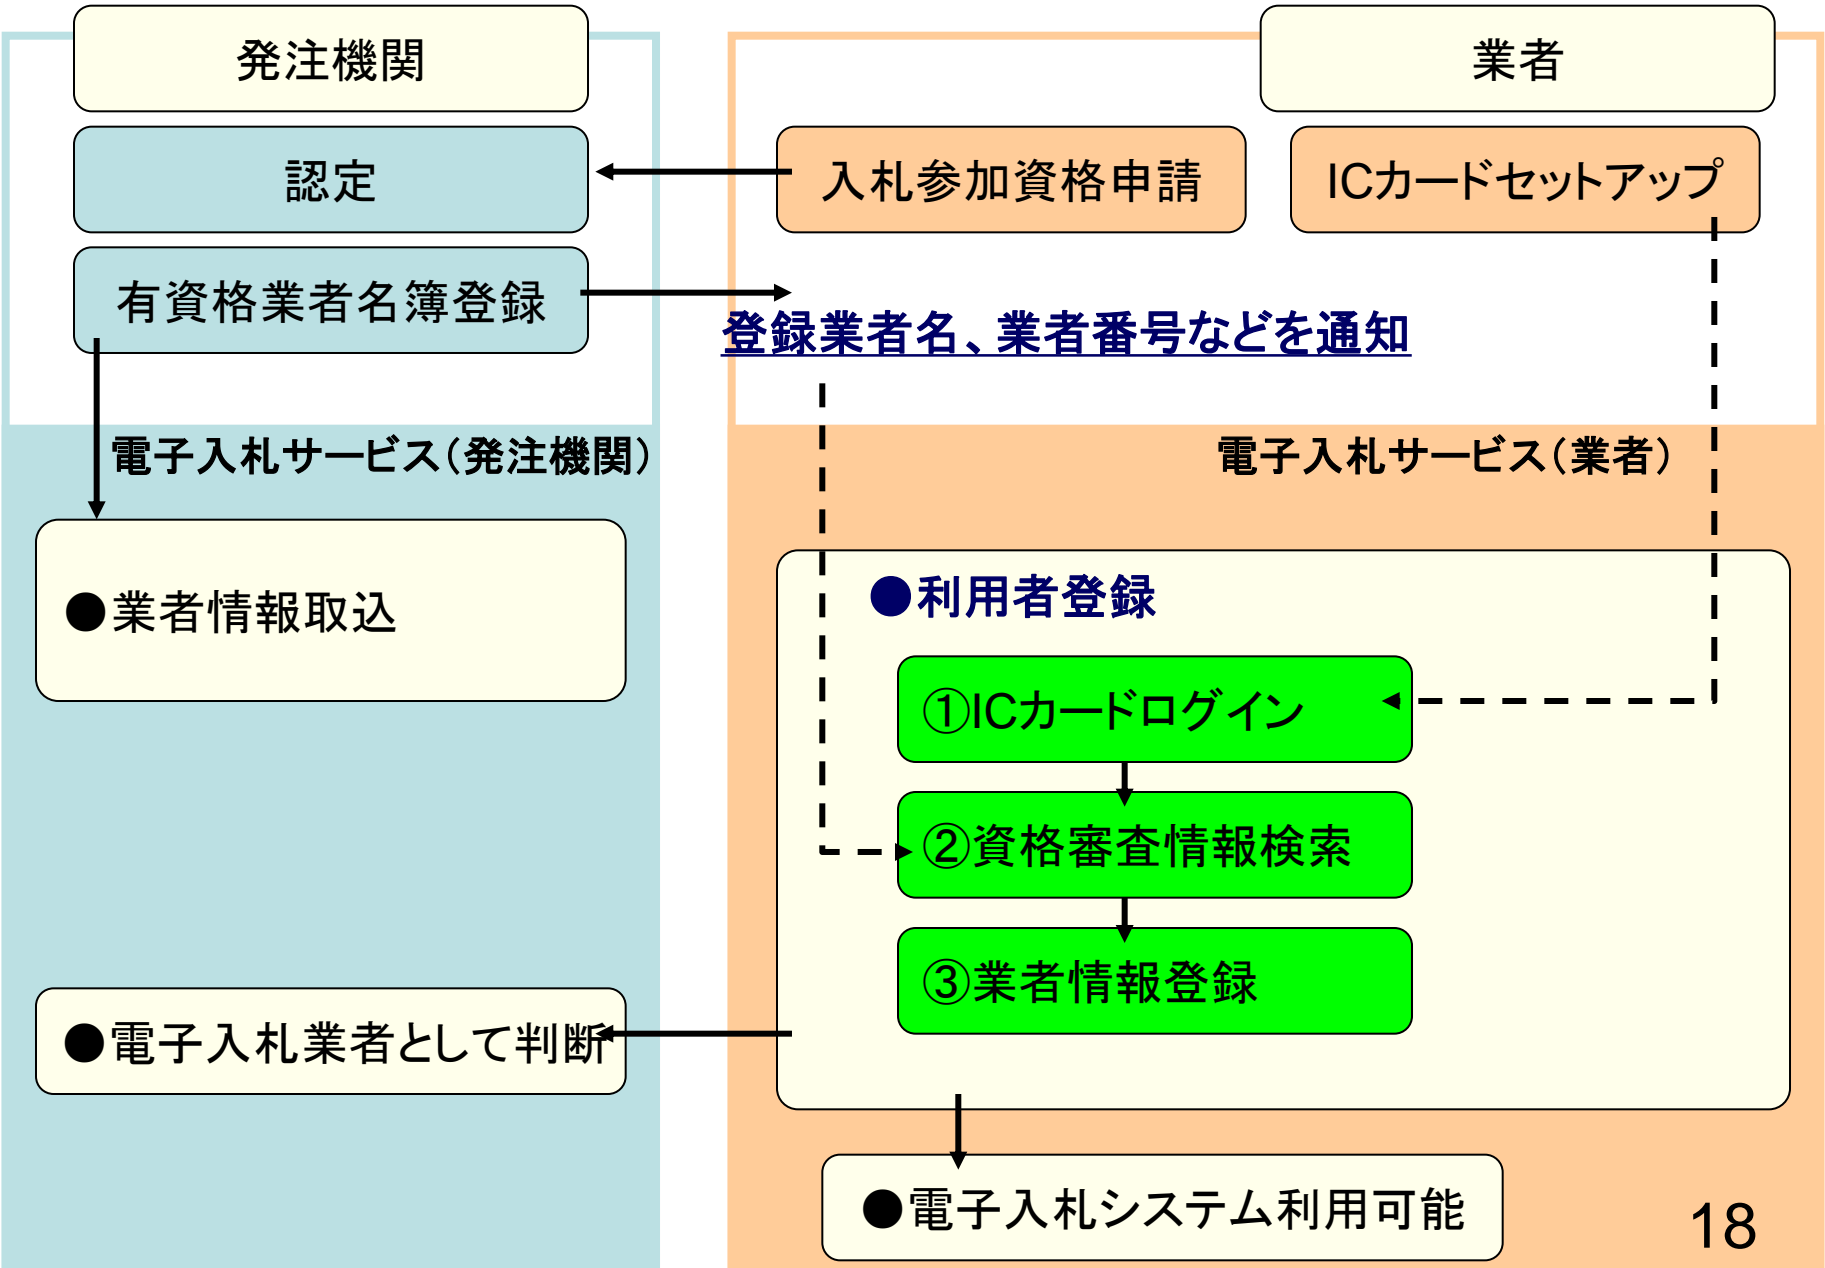 発注機関
業者
認定
入札参加資格申請
ICカードセットアップ
有資格業者名簿登録
登録業者名、業者番号などを通知
電子入札サービス(発注機関)
電子入札サービス(業者)
●業者情報取込
●利用者登録
①ICカードログイン
②資格審査情報検索
③業者情報登録
●電子入札業者として判断
●電子入札システム利用可能
18